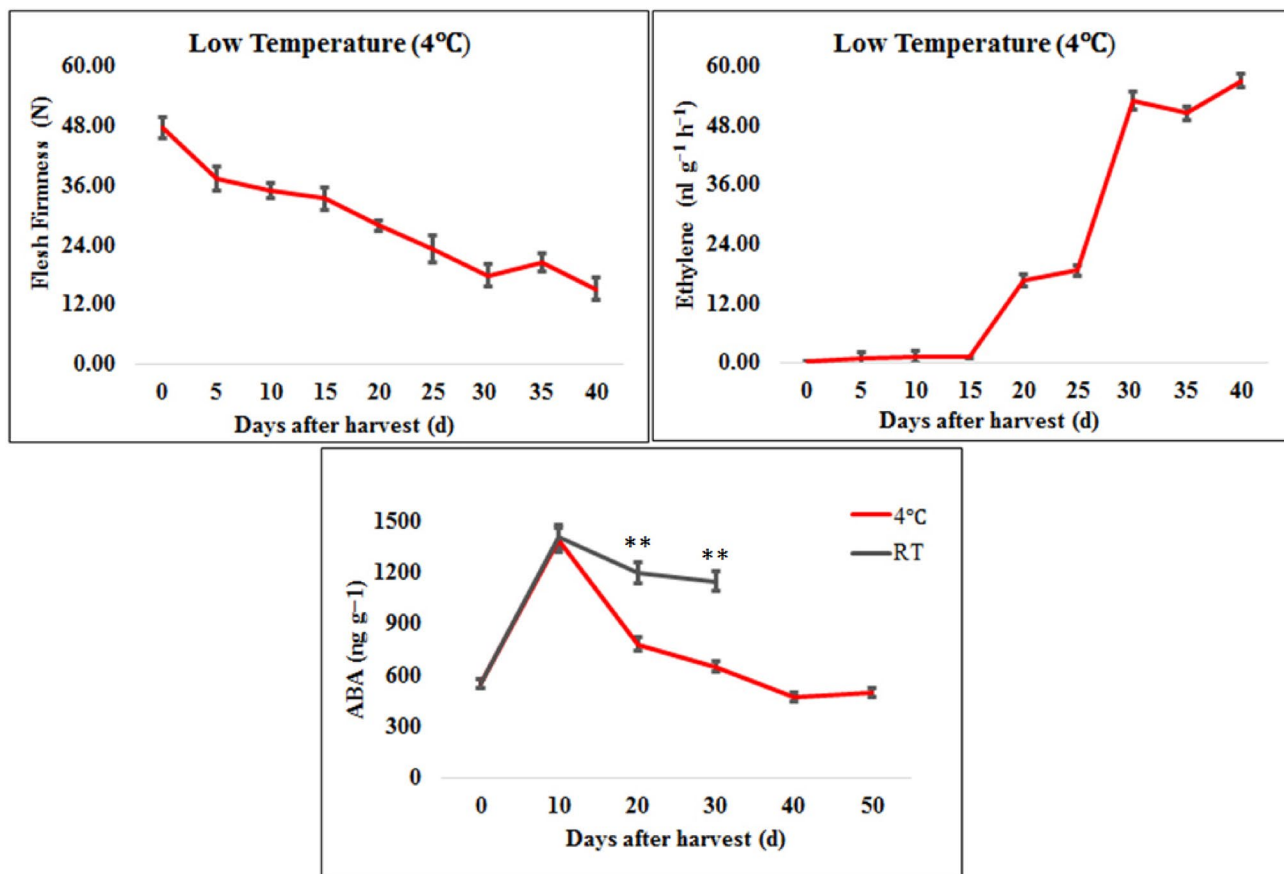 Low Temperature (4℃)
60.00
48.00
36.00
24.00
12.00
0.00
Flesh Firmness (N)
0 5 10 15 20 25 30 35 40
Days after harvest (d)
Low Temperature (4℃)
60.00
48.00
36.00
24.00
12.00
0.00
Ethylene (nl g⁻¹ h⁻¹)
0 5 10 15 20 25 30 35 40
Days after harvest (d)
1500
1200
900
600
300
0
ABA (ng g−1)
** **
4℃
RT
0 10 20 30 40 50
Days after harvest (d)